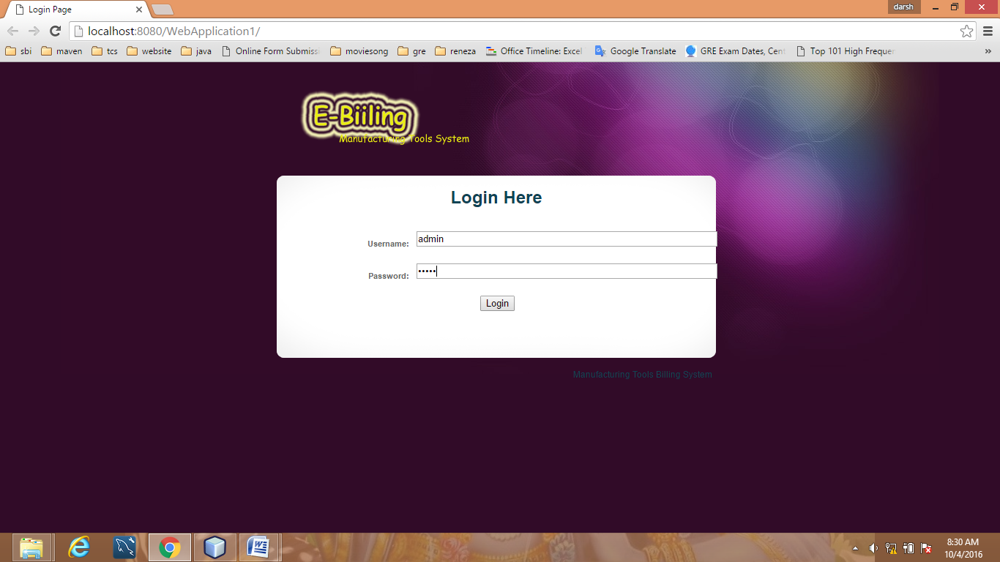 Login Page
darsh
localhost:8080/WebApplication1/
sbi maven tcs website java Online Form Submissi moviesong gre reneza Office Timeline: Excel Google Translate GRE Exam Dates, Cent Top 101 High Frequer »
E-Biiling
Manufacturing Tools System
Login Here
Username: admin
Password: •••••
Login
Manufacturing Tools Billing System
8:30 AM
10/4/2016